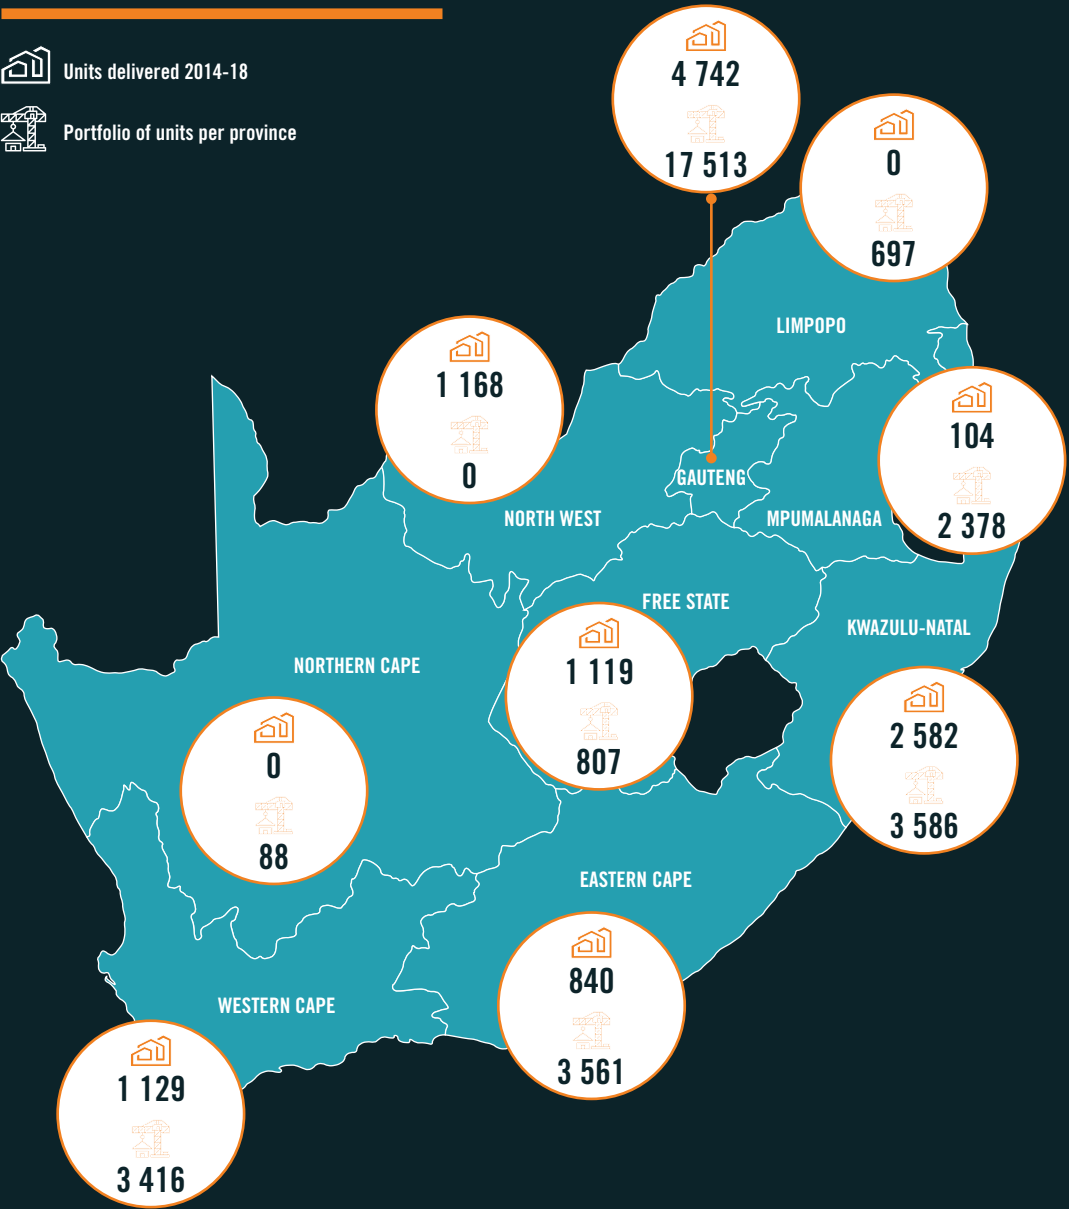 Units delivered 2014-18
Portfolio of units per province
4 742
17 513
0
697
LIMPOPO
1 168
0
104
2 378
GAUTENG
NORTH WEST
MPUMALANAGA
FREE STATE
KWAZULU-NATAL
NORTHERN CAPE
1 119
807
2 582
3 586
0
88
EASTERN CAPE
840
3 561
WESTERN CAPE
1 129
3 416